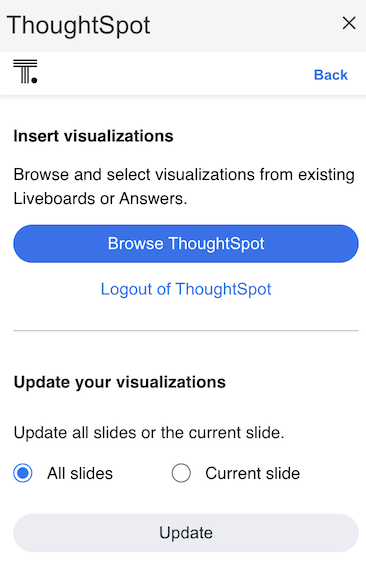 ThoughtSpot
Back
Insert visualizations
Browse and select visualizations from existing
Liveboards or Answers.
Browse ThoughtSpot
Logout of ThoughtSpot
Update your visualizations
Update all slides or the current slide.
All slides
Current slide
Update